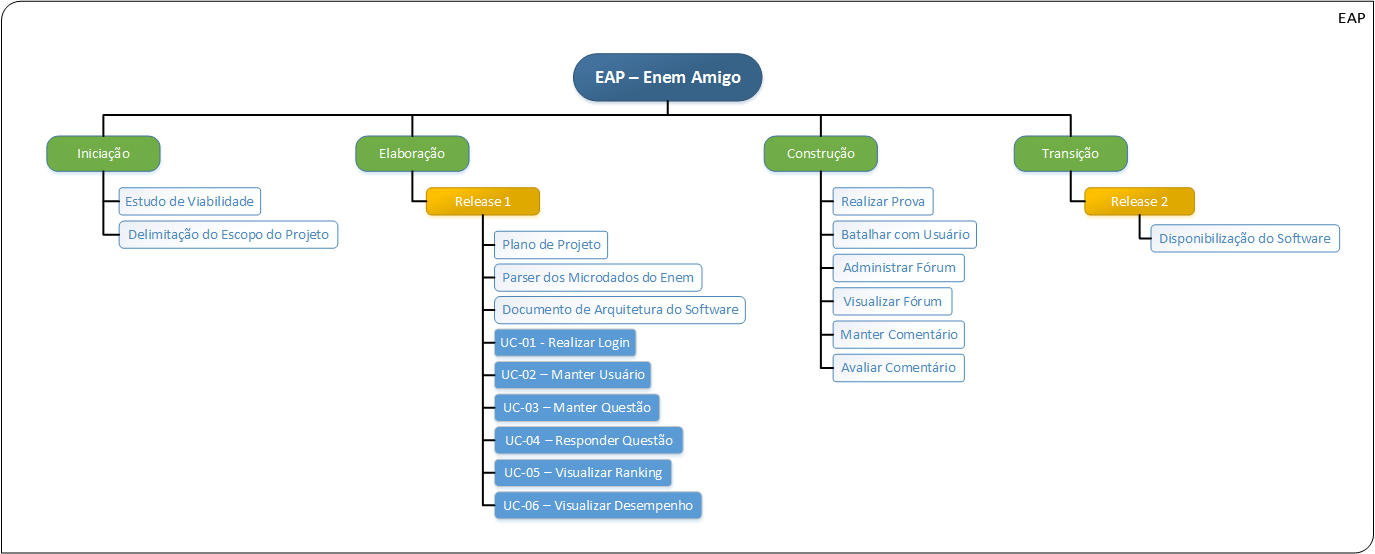 EAP
EAP – Enem Amigo
Iniciação
Estudo de Viabilidade
Delimitação do Escopo do Projeto
Elaboração
Release 1
Plano de Projeto
Parser dos Microdados do Enem
Documento de Arquitetura do Software
UC-01 - Realizar Login
UC-02 – Manter Usuário
UC-03 – Manter Questão
UC-04 – Responder Questão
UC-05 – Visualizar Ranking
UC-06 – Visualizar Desempenho
Construção
Realizar Prova
Batalhar com Usuário
Administrar Fórum
Visualizar Fórum
Manter Comentário
Avaliar Comentário
Transição
Release 2
Disponibilização do Software